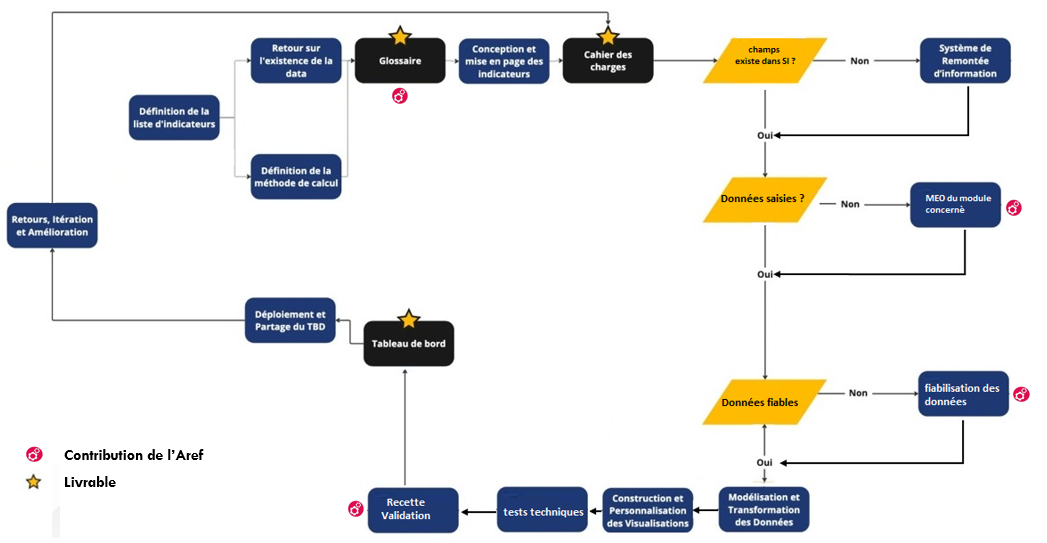 Définition de la
liste d'indicateurs
Retour sur
l'existence de la
data
Définition de la
méthode de calcul
Glossaire
Conception et
mise en page des
indicateurs
Cahier des
charges
champs
existe dans SI ?
Non
Système de
Remontée
d'information
Oui
Données saisies ?
Non
MEO du module
concernè
Oui
Données fiables
Non
fiabilisation des
données
Oui
Modélisation et
Transformation
des Données
Construction et
Personnalisation
des Visualisations
tests techniques
Recette
Validation
Tableau de bord
Déploiement et
Partage du TBD
Retours, Itération
et Amélioration
Contribution de l'Aref
Livrable